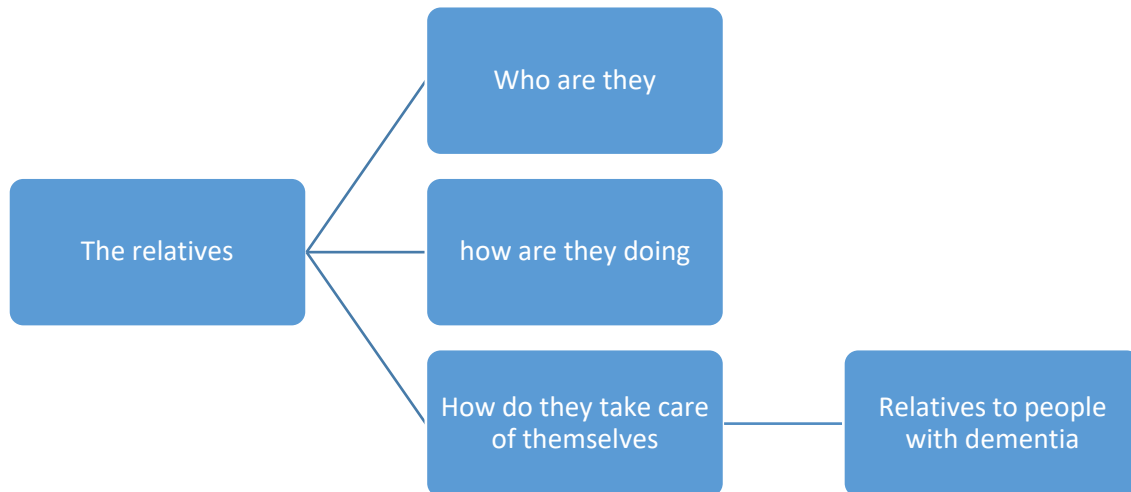 The relatives
Who are they
how are they doing
How do they take care
of themselves
Relatives to people
with dementia